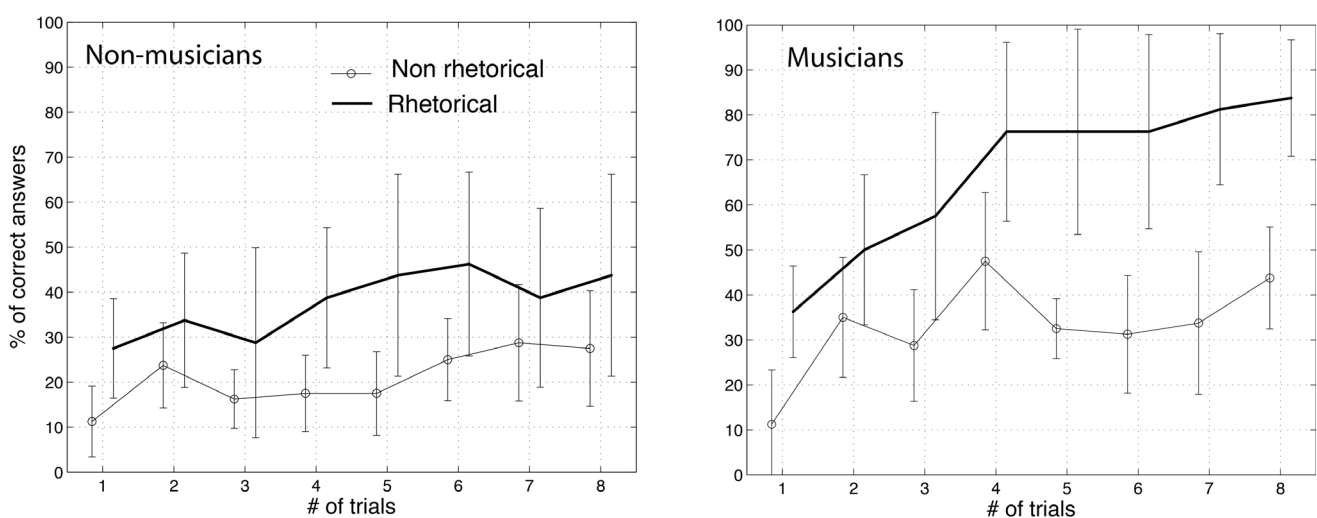 Non-musicians
Non rhetorical
Rhetorical
% of correct answers
100
90
80
70
60
50
40
30
20
10
0
1 2 3 4 5 6 7 8
# of trials
Musicians
100
90
80
70
60
50
40
30
20
10
0
1 2 3 4 5 6 7 8
# of trials